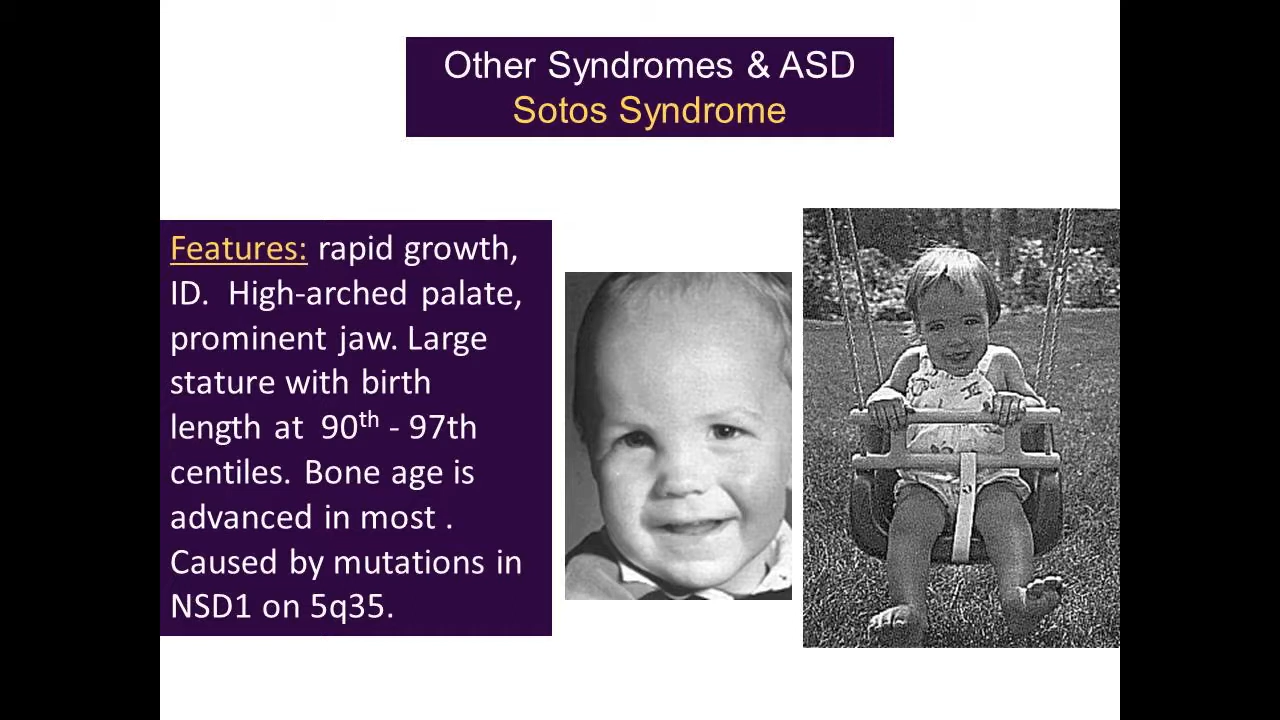 Other Syndromes & ASD
Sotos Syndrome
Features: rapid growth,
ID.  High-arched palate,
prominent jaw. Large
stature with birth
length at  90th - 97th
centiles.  Bone age is
advanced in most .
Caused by mutations in
NSD1 on 5q35.